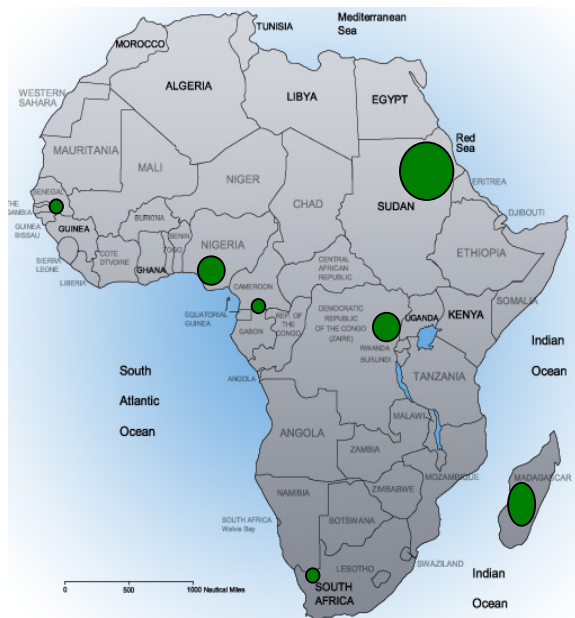 Mediterranean
Sea
TUNISIA
MOROCCO
ALGERIA
LIBYA
EGYPT
WESTERN
SAHARA
Red
Sea
MAURITANIA
MALI
NIGER
CHAD
SUDAN
ERITREA
SENEGAL
THE
GAMBIA
GUINEA
BISSAU
GUINEA
BURKINA
BENIN
TOGO
NIGERIA
DJIBOUTI
SIERRA
LEONE
COTE
D'TVOIRE
GHANA
LIBERIA
ETHIOPIA
CENTRAL
AFRICAN
REPUBLIC
CAMEROON
SOMALIA
EQUATORIAL
GUINEA
GABON
REP. OF
THE
CONGO
DEMOCRATIC
REPUBLIC
OF THE CONGO
(ZAIRE)
UGANDA
KENYA
RWANDA
BURUNDI
Indian
Ocean
South
Atlantic
Ocean
ANGOLA
TANZANIA
ANGOLA
MALAWI
ZAMBIA
MOZAMBIQUE
MADAGASCAR
NAMIBIA
ZIMBABWE
BOTSWANA
SOUTH AFRICA
Walvis Bay
LESOTHO
SWAZILAND
SOUTH
AFRICA
Indian
Ocean
0 500 1000 Nautical Miles